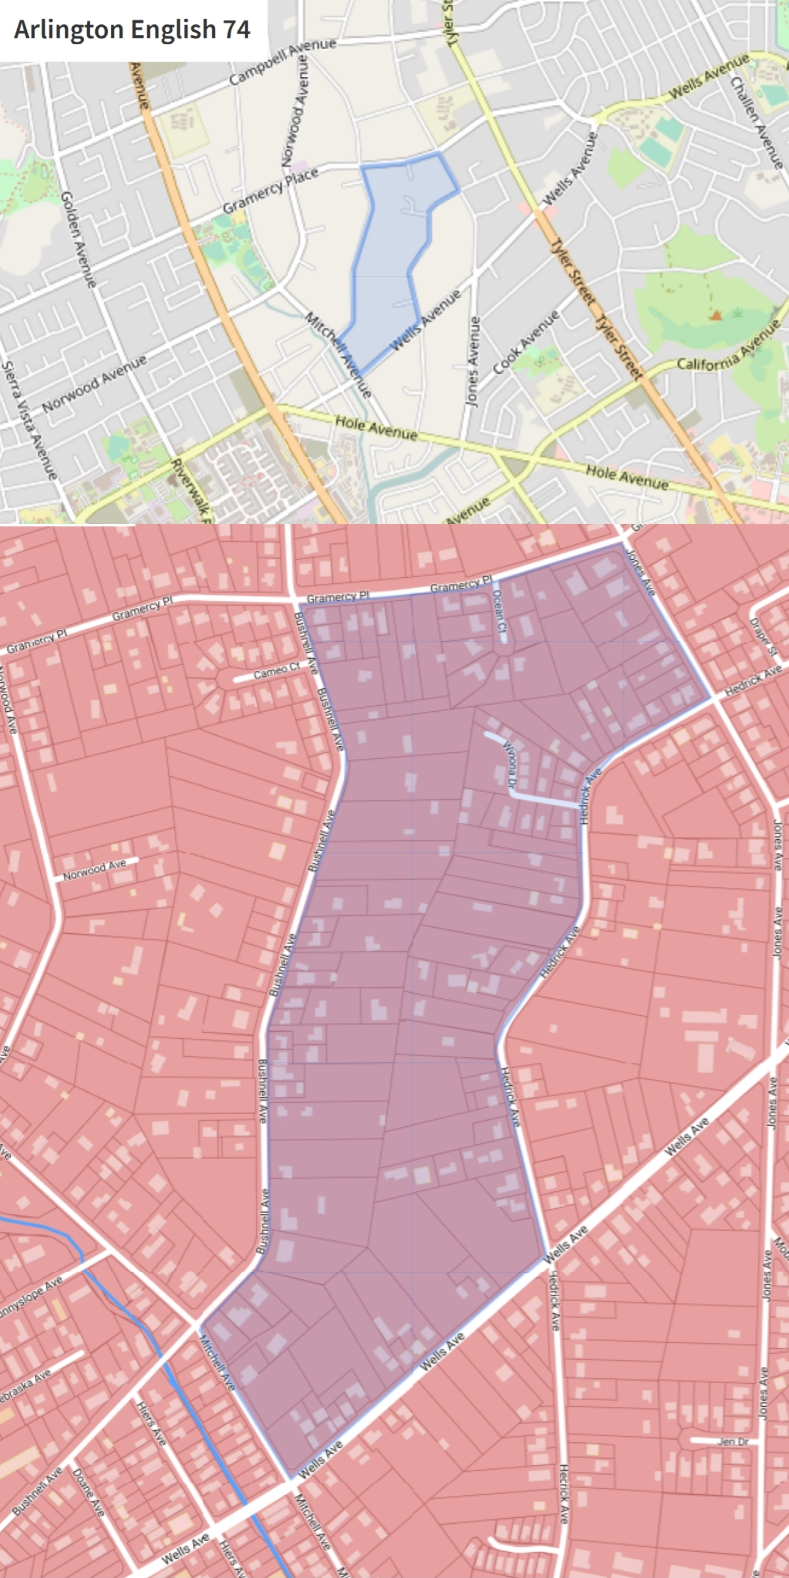 Arlington English 74
Avenue
Campbell Avenue
Tyler St
Wells Avenue
Challen Avenue
Norwood Avenue
Gramercy Place
Wells Avenue
Golden Avenue
Tyler Street
Tyler Street
Mitchell Avenue
Wells Avenue
Jones Avenue
Cook Avenue
California Avenue
Norwood Avenue
Sierra Vista Avenue
Hole Avenue
Hole Avenue
Riverwalk P
Avenue
Gramercy Pl
Gramercy Pl
Gramercy Pl
Gramercy Pl
G
Jones Ave
Ocean Ct
Draper St
Bushnell Ave
Cameo Ct
Hedrick Ave
Norwood Ave
Bushnell Ave
Winona Dr
Hedrick Ave
Bushnell Ave
Jones Ave
Norwood Ave
Jones Ave
Hedrick Ave
Bushnell Ave
Ave
Bushnell Ave
Hedrick Ave
Jones Ave
Wells Ave
Ave
Bushnell Ave
Wells Ave
Jones Ave
unnyslope Ave
Hedrick Ave
Mitchell Ave
Wells Ave
ebraska Ave
Jones Ave
Hiers Ave
Jen Dr
Wells Ave
Bushnell Ave
Doane Ave
Hedrick Ave
Mitchell Ave
Wells Ave
Hiers Ave